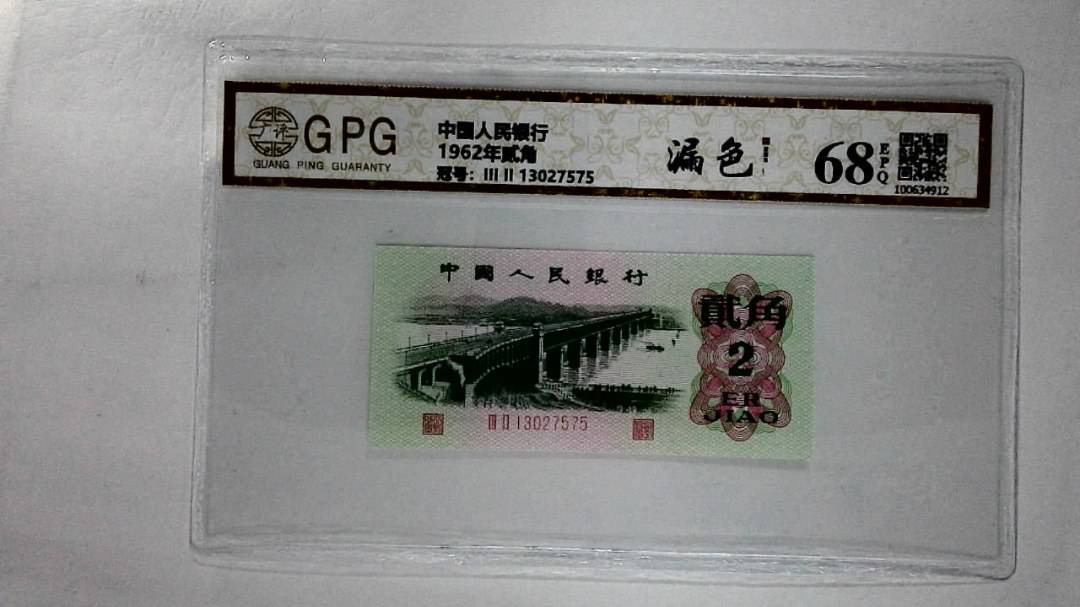 GPG
GUANG PING GUARANTY
中国人民银行
1962年贰角
冠号：III II 13027575
漏色
68
EPQ
100634912
中國人民銀行
貳角
2
ER
JIAO
III II 13027575